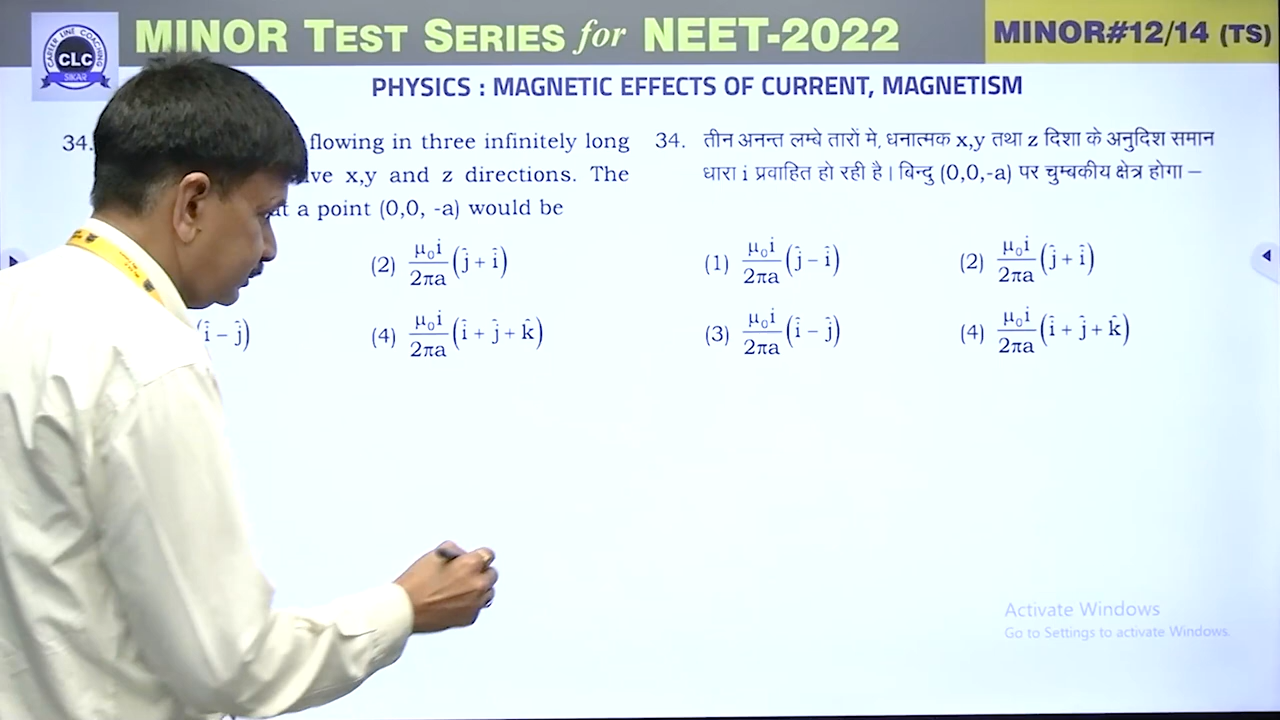 MINOR TEST SERIES for NEET-2022
MINOR#12/14 (TS)
CAREER LINE COACHING
CLC
SIKAR
PHYSICS : MAGNETIC EFFECTS OF CURRENT, MAGNETISM
34. flowing in three infinitely long
x,y and z directions. The
a point (0,0, -a) would be
(2) μ₀i/2πa (ĵ + î)
î - ĵ)
(4) μ₀i/2πa (î + ĵ + k̂)
34. तीन अनन्त लम्बे तारों मे, धनात्मक x,y तथा z दिशा के अनुदिश समान
धारा i प्रवाहित हो रही है। बिन्दु (0,0,-a) पर चुम्बकीय क्षेत्र होगा –
(1) μ₀i/2πa (ĵ - î) (2) μ₀i/2πa (ĵ + î)
(3) μ₀i/2πa (î - ĵ) (4) μ₀i/2πa (î + ĵ + k̂)
Activate Windows
Go to Settings to activate Windows.